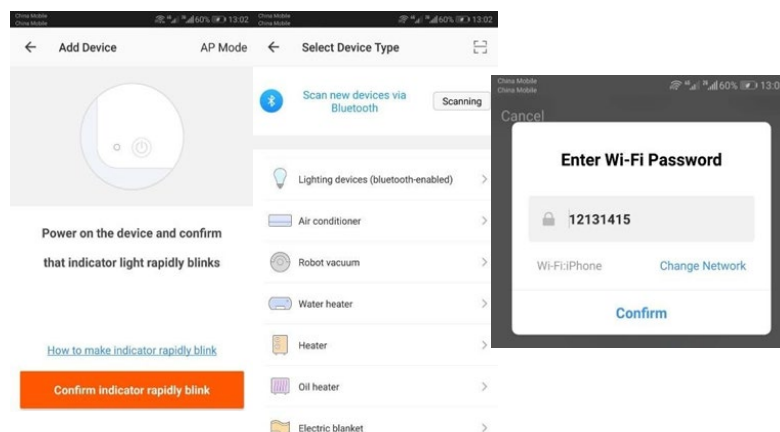 China Mobile
China Mobile
60% 13:02
Add Device
AP Mode
Power on the device and confirm
that indicator light rapidly blinks
How to make indicator rapidly blink
Confirm indicator rapidly blink
China Mobile
China Mobile
60% 13:02
Select Device Type
Scan new devices via
Bluetooth
Scanning
Lighting devices (bluetooth-enabled)
Air conditioner
Robot vacuum
Water heater
Heater
Oil heater
Electric blanket
China Mobile
China Mobile
60% 13:0
Cancel
Enter Wi-Fi Password
12131415
Wi-Fi:iPhone
Change Network
Confirm